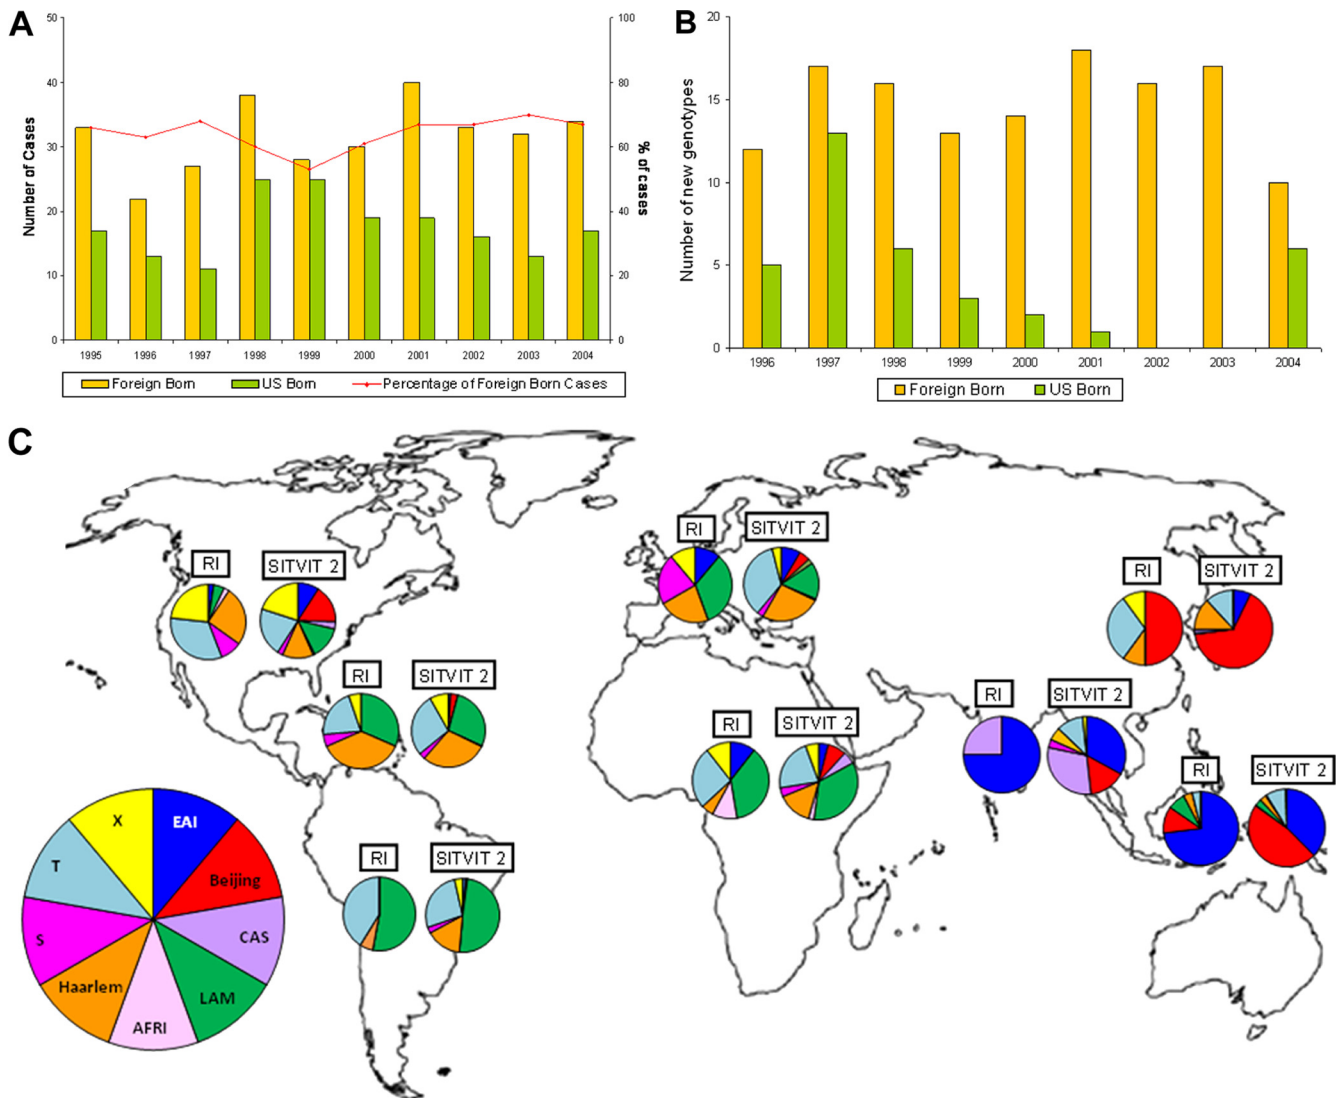 A
Number of Cases
50
40
30
20
10
0
100
80
60
40
20
0
% of cases
1995 1996 1997 1998 1999 2000 2001 2002 2003 2004
Foreign Born US Born Percentage of Foreign Born Cases
B
Number of new genotypes
20
15
10
5
0
1996 1997 1998 1999 2000 2001 2002 2003 2004
Foreign Born US Born
C
RI SITVIT 2
RI SITVIT 2
RI SITVIT 2
RI SITVIT 2
RI SITVIT 2
RI SITVIT 2
RI SITVIT 2
RI SITVIT 2
X EAI
T Beijing
S CAS
Haarlem LAM
AFRI